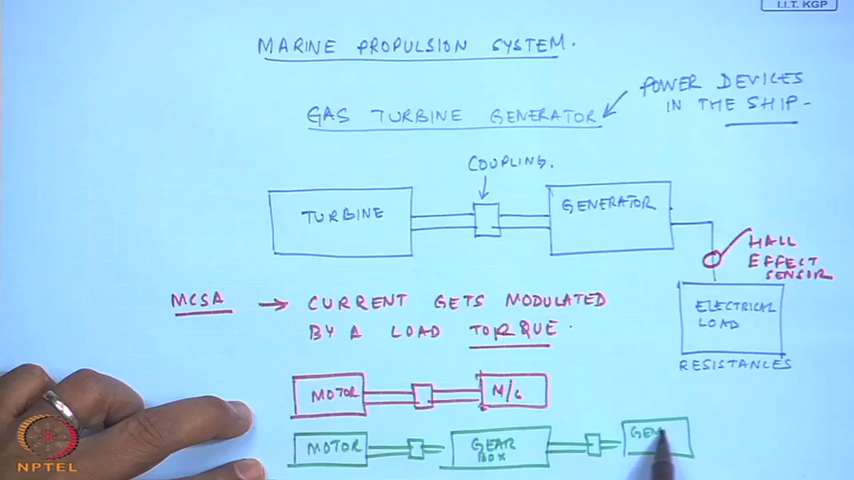 I.I.T. KGP
MARINE PROPULSION SYSTEM.
GAS TURBINE GENERATOR
POWER DEVICES
IN THE SHIP-
COUPLING.
TURBINE
GENERATOR
HALL
EFFECT
SENSOR
MCSA → CURRENT GETS MODULATED
BY A LOAD TORQUE.
ELECTRICAL
LOAD
RESISTANCES
MOTOR
M/C
MOTOR
GEAR
BOX
GEN
NPTEL